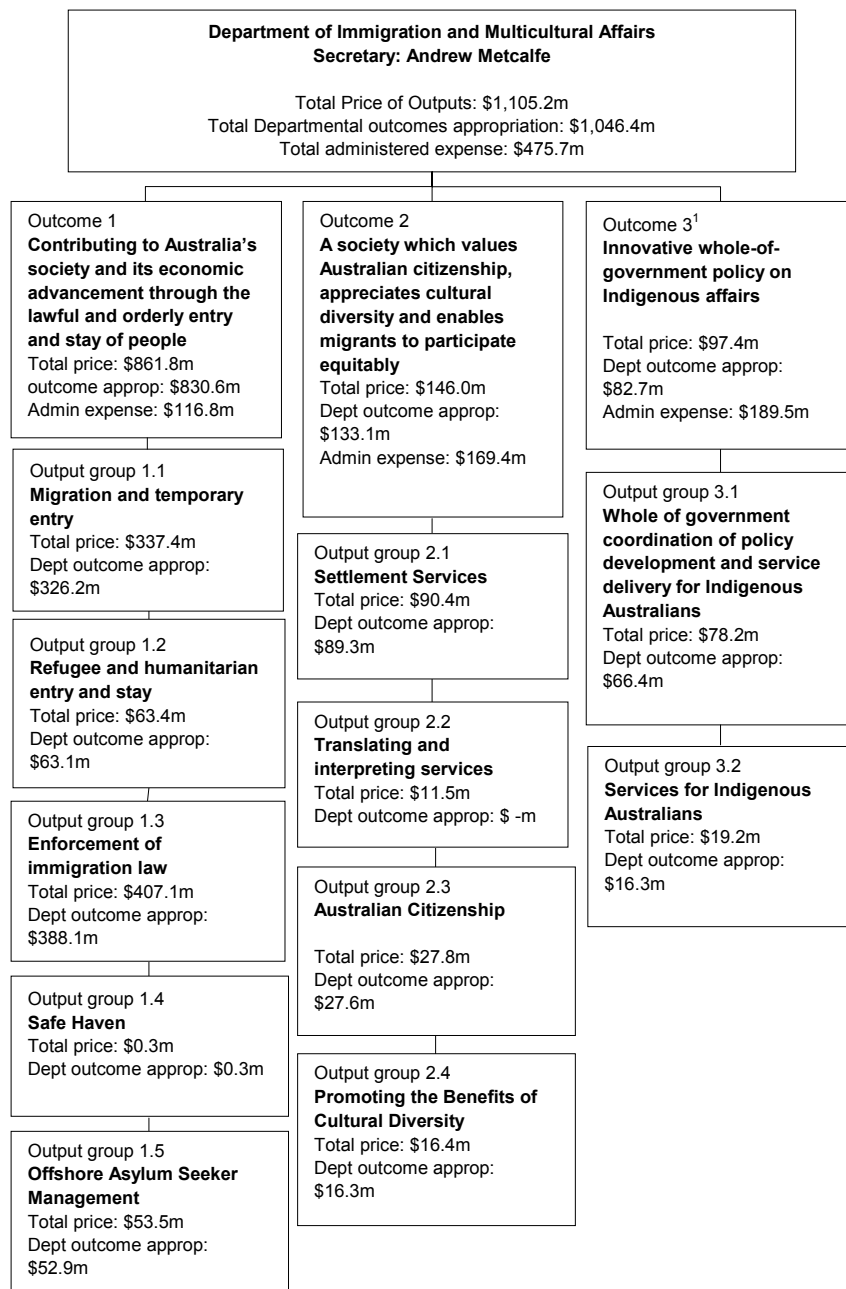 Department of Immigration and Multicultural Affairs
Secretary: Andrew Metcalfe
Total Price of Outputs: $1,105.2m
Total Departmental outcomes appropriation: $1,046.4m
Total administered expense: $475.7m
Outcome 1
Contributing to Australia's
society and its economic
advancement through the
lawful and orderly entry
and stay of people
Total price: $861.8m
outcome approp: $830.6m
Admin expense: $116.8m
Output group 1.1
Migration and temporary
entry
Total price: $337.4m
Dept outcome approp:
$326.2m
Output group 1.2
Refugee and humanitarian
entry and stay
Total price: $63.4m
Dept outcome approp:
$63.1m
Output group 1.3
Enforcement of
immigration law
Total price: $407.1m
Dept outcome approp:
$388.1m
Output group 1.4
Safe Haven
Total price: $0.3m
Dept outcome approp: $0.3m
Output group 1.5
Offshore Asylum Seeker
Management
Total price: $53.5m
Dept outcome approp:
$52.9m
Outcome 2
A society which values
Australian citizenship,
appreciates cultural
diversity and enables
migrants to participate
equitably
Total price: $146.0m
Dept outcome approp:
$133.1m
Admin expense: $169.4m
Output group 2.1
Settlement Services
Total price: $90.4m
Dept outcome approp:
$89.3m
Output group 2.2
Translating and
interpreting services
Total price: $11.5m
Dept outcome approp: $ -m
Output group 2.3
Australian Citizenship
Total price: $27.8m
Dept outcome approp:
$27.6m
Output group 2.4
Promoting the Benefits of
Cultural Diversity
Total price: $16.4m
Dept outcome approp:
$16.3m
Outcome 3¹
Innovative whole-of-
government policy on
Indigenous affairs
Total price: $97.4m
Dept outcome approp:
$82.7m
Admin expense: $189.5m
Output group 3.1
Whole of government
coordination of policy
development and service
delivery for Indigenous
Australians
Total price: $78.2m
Dept outcome approp:
$66.4m
Output group 3.2
Services for Indigenous
Australians
Total price: $19.2m
Dept outcome approp:
$16.3m